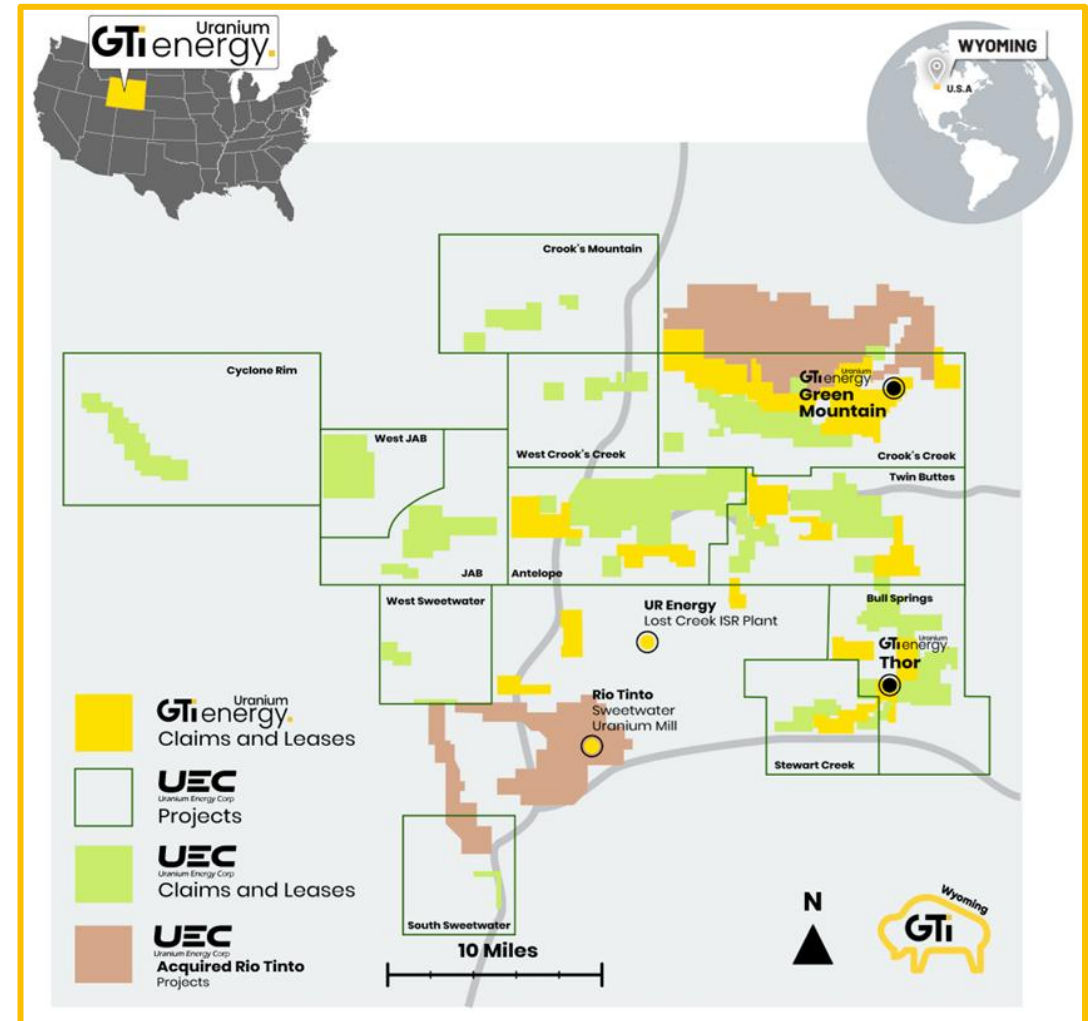 Uranium
GTi energy.
WYOMING
U.S.A
Crook's Mountain
Cyclone Rim
GTi energy
Uranium
Green
Mountain
West JAB
West Crook's Creek
Crook's Creek
Twin Buttes
JAB
Antelope
West Sweetwater
UR Energy
Lost Creek ISR Plant
Bull Springs
GTi energy
Uranium
Thor
Rio Tinto
Sweetwater
Uranium Mill
Stewart Creek
South Sweetwater
Uranium
GTi energy.
Claims and Leases
UEC
Uranium Energy Corp
Projects
UEC
Uranium Energy Corp
Claims and Leases
UEC
Uranium Energy Corp
Acquired Rio Tinto
Projects
10 Miles
N
Wyoming
GTi